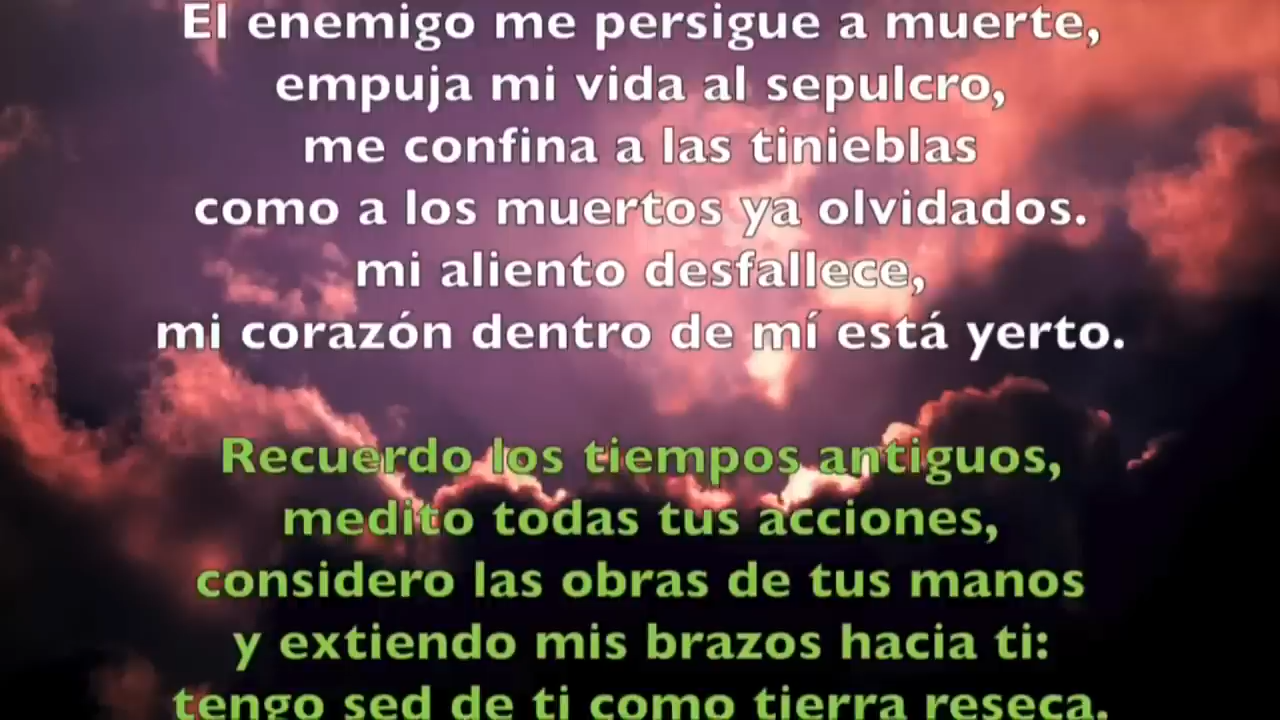 El enemigo me persigue a muerte,
empuja mi vida al sepulcro,
me confina a las tinieblas
como a los muertos ya olvidados.
mi aliento desfallece,
mi corazón dentro de mí está yerto.
Recuerdo los tiempos antiguos,
medito todas tus acciones,
considero las obras de tus manos
y extiendo mis brazos hacia ti:
tengo sed de ti como tierra reseca.